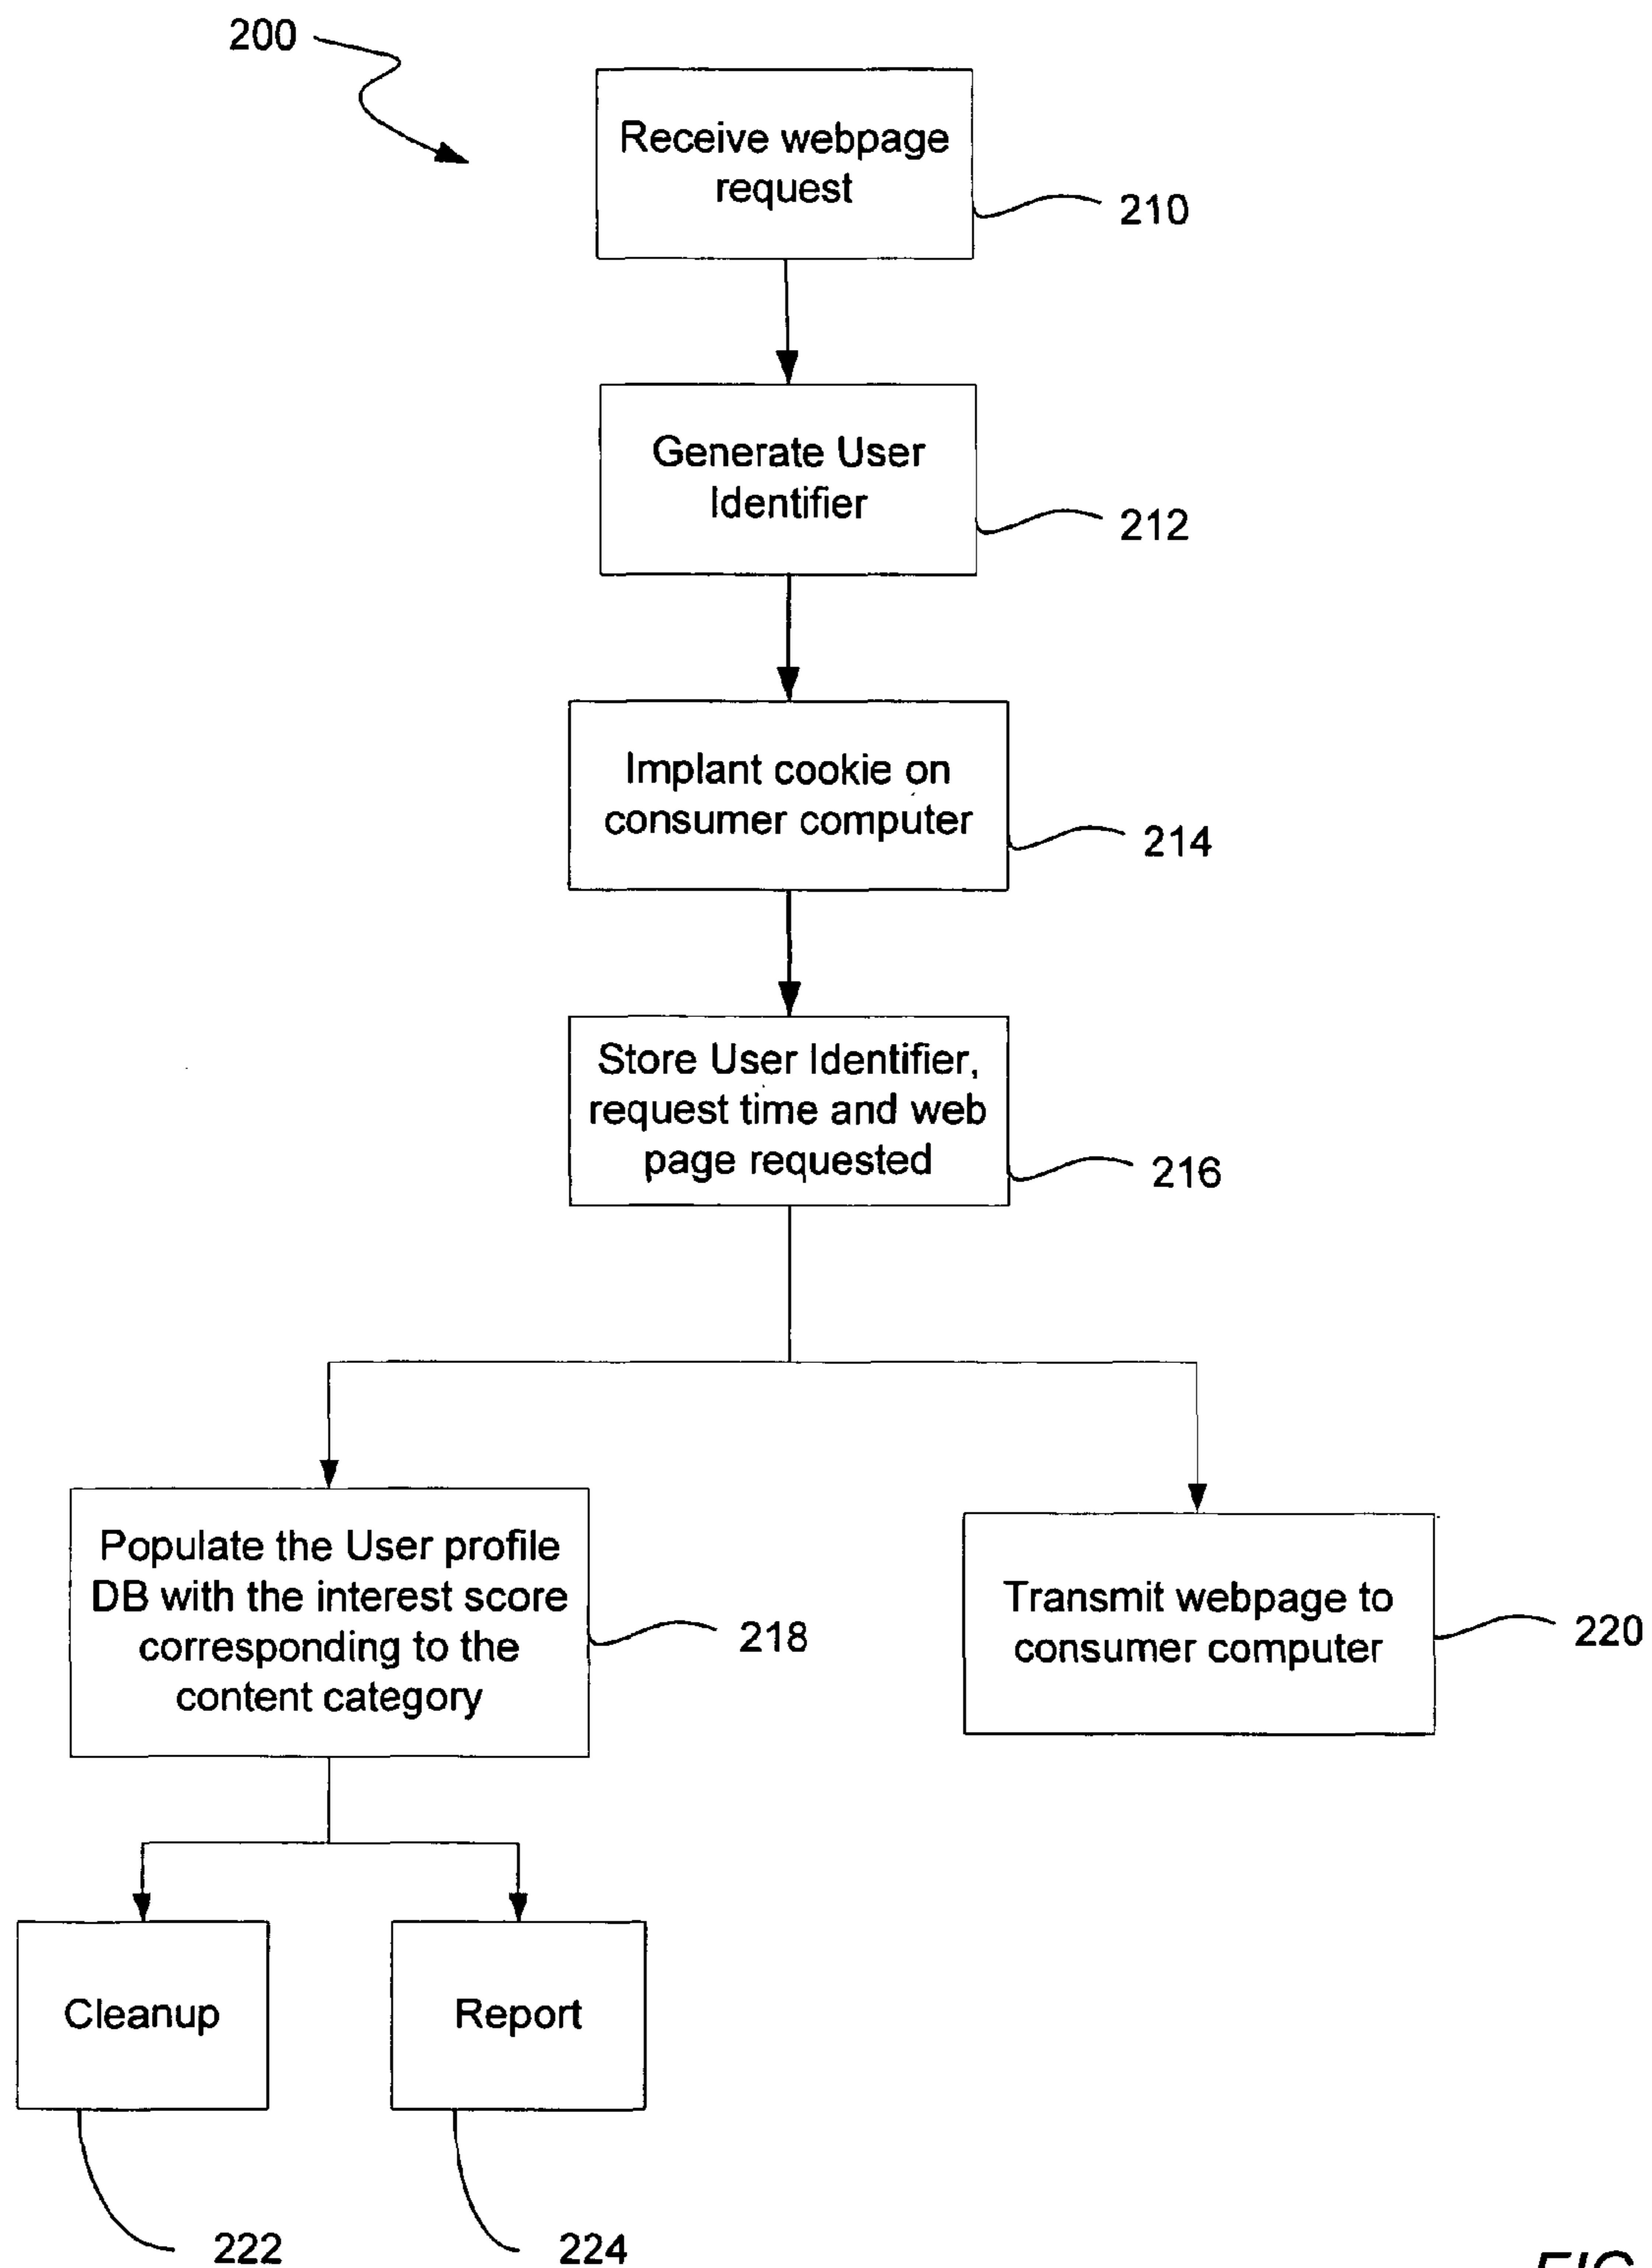 200
Receive webpage
request
210
Generate User
Identifier
212
Implant cookie on
consumer computer
214
Store User Identifier,
request time and web
page requested
216
Populate the User profile
DB with the interest score
corresponding to the
content category
218
Transmit webpage to
consumer computer
220
Cleanup
Report
222
224